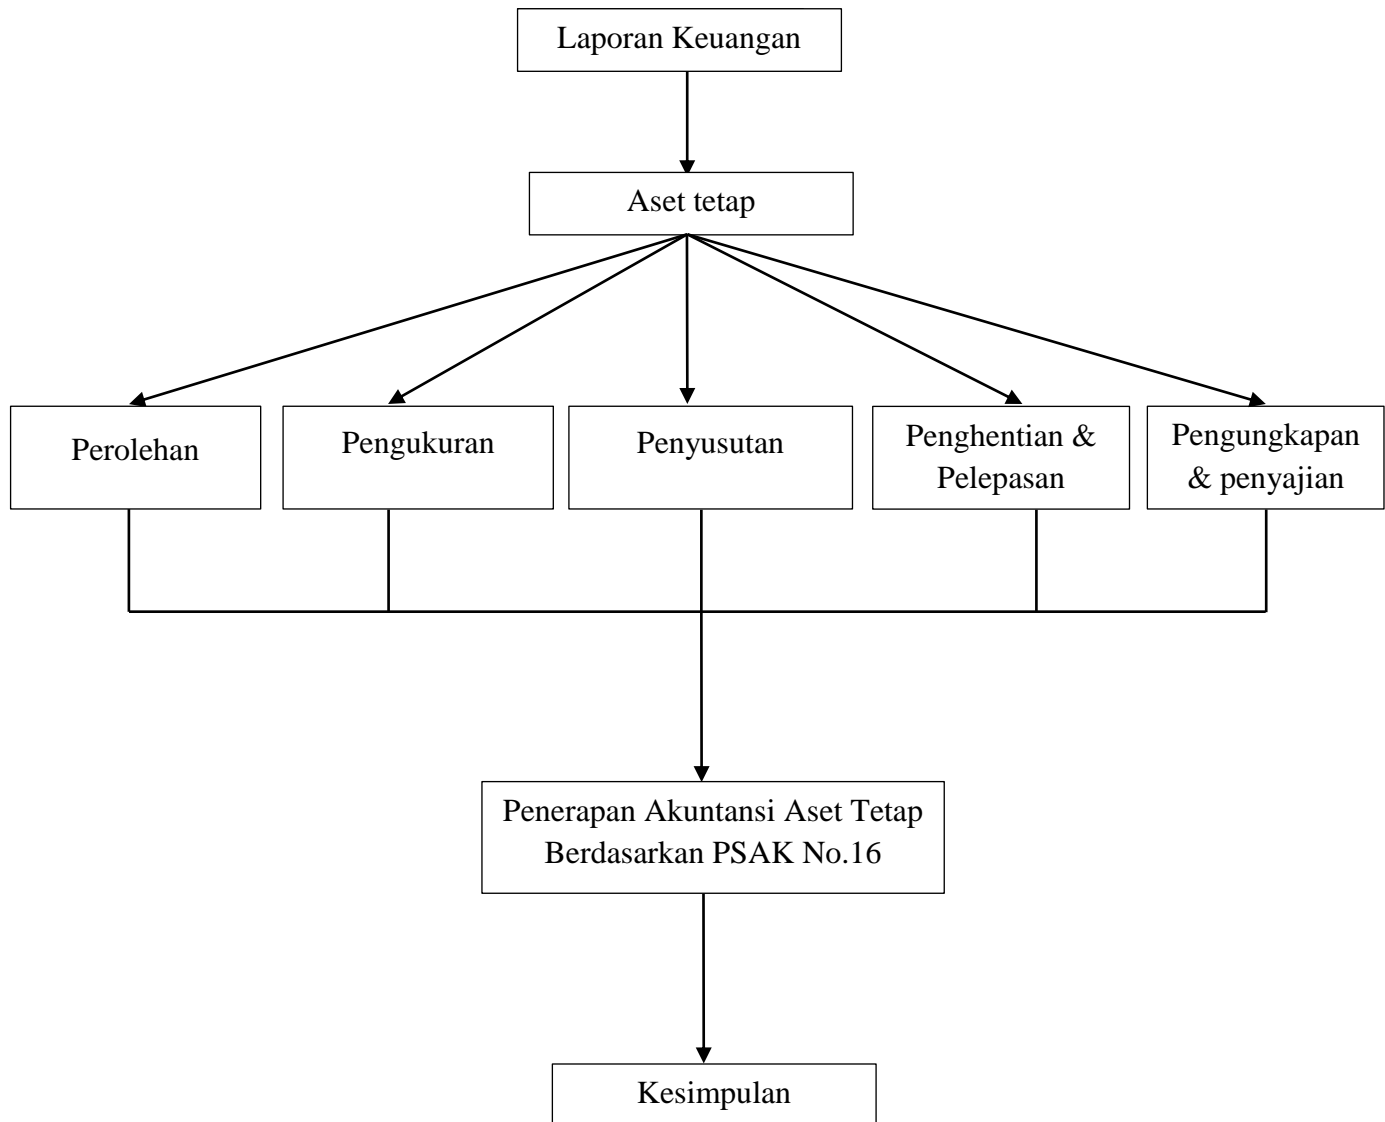 Laporan Keuangan
Aset tetap
Perolehan
Pengukuran
Penyusutan
Penghentian &
Pelepasan
Pengungkapan
& penyajian
Penerapan Akuntansi Aset Tetap
Berdasarkan PSAK No.16
Kesimpulan